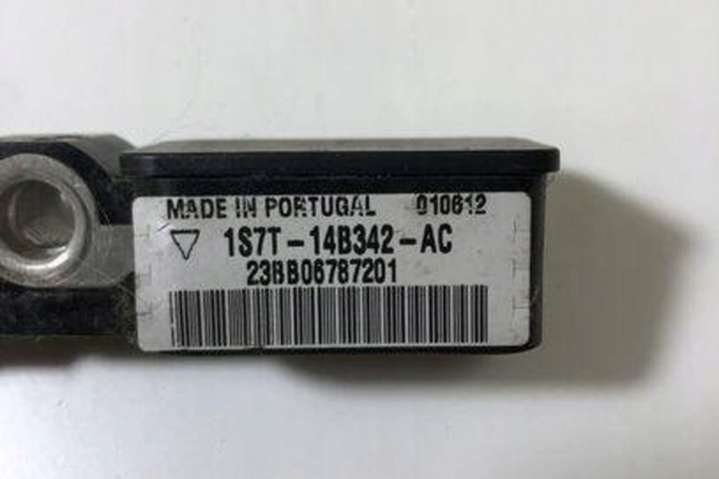 MADE IN PORTUGAL 010612
1S7T-14B342-AC
23BB06787201